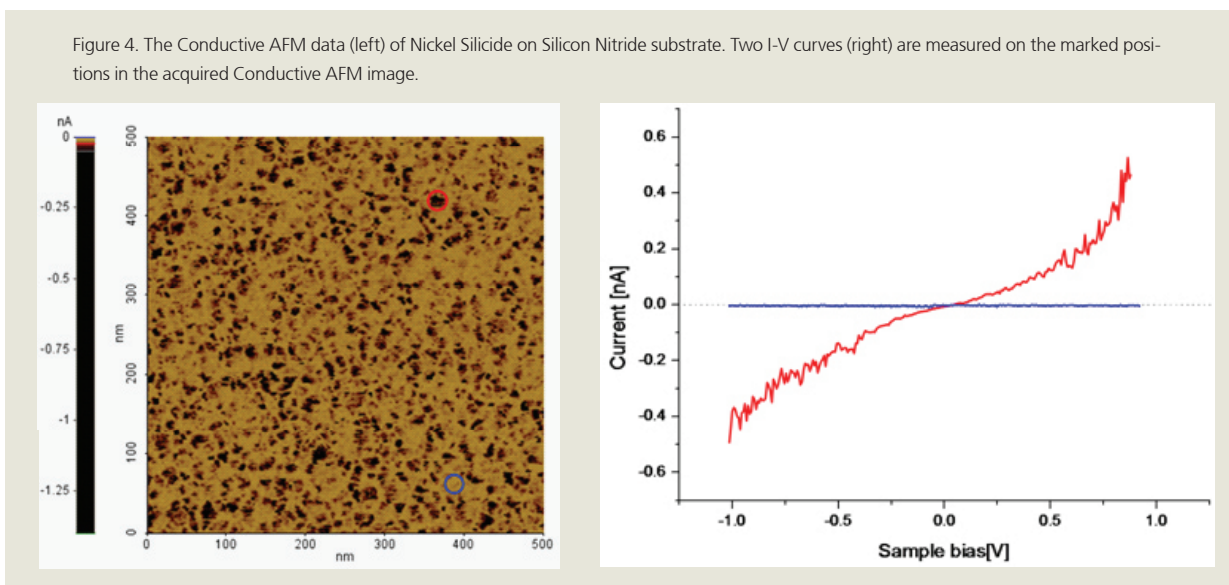 Figure 4. The Conductive AFM data (left) of Nickel Silicide on Silicon Nitride substrate. Two I-V curves (right) are measured on the marked posi-
tions in the acquired Conductive AFM image.
nA
0
-0.25
-0.5
-0.75
-1
-1.25
500
400
300
200
100
0
nm
0 100 200 300 400 500
nm
0.6
0.4
0.2
0.0
-0.2
-0.4
-0.6
Current [nA]
-1.0 -0.5 0.0 0.5 1.0
Sample bias[V]